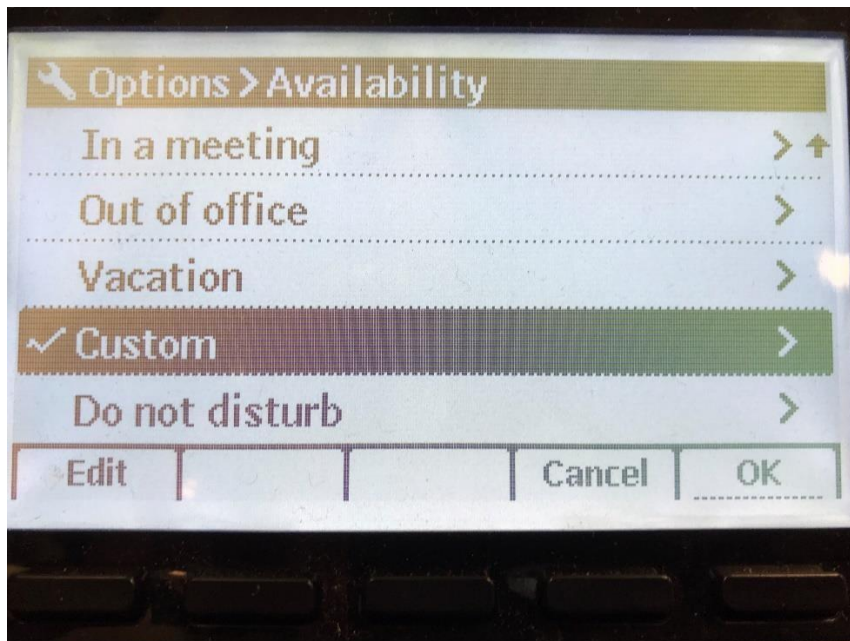 Options > Availability
In a meeting
Out of office
Vacation
Custom
Do not disturb
Edit Cancel OK